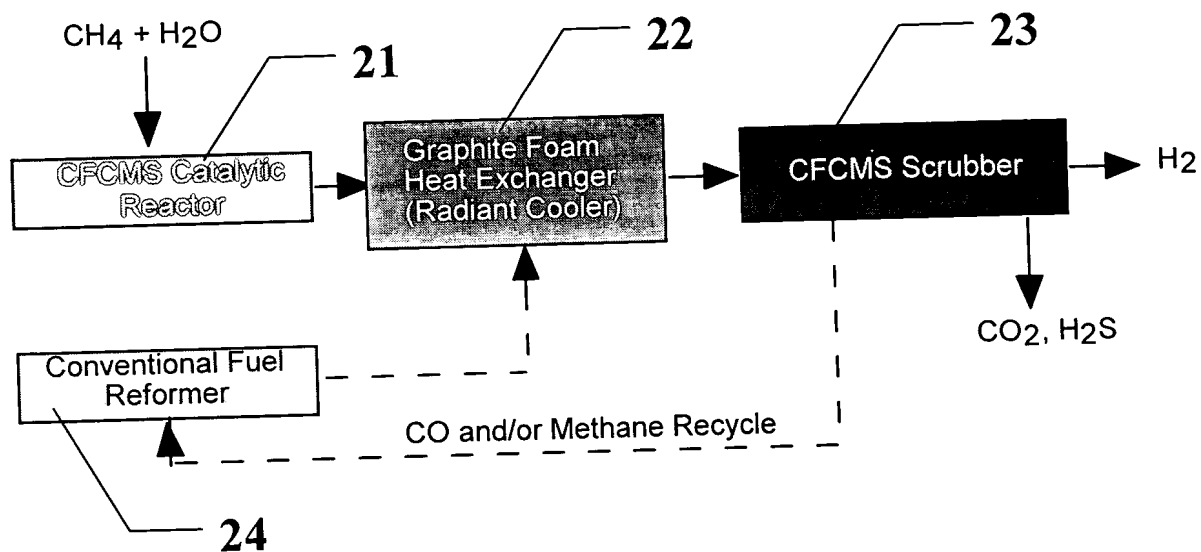 CH4 + H2O
21
22
23
CFCMS Catalytic
Reactor
Graphite Foam
Heat Exchanger
(Radiant Cooler)
CFCMS Scrubber
H2
CO2, H2S
Conventional Fuel
Reformer
CO and/or Methane Recycle
24